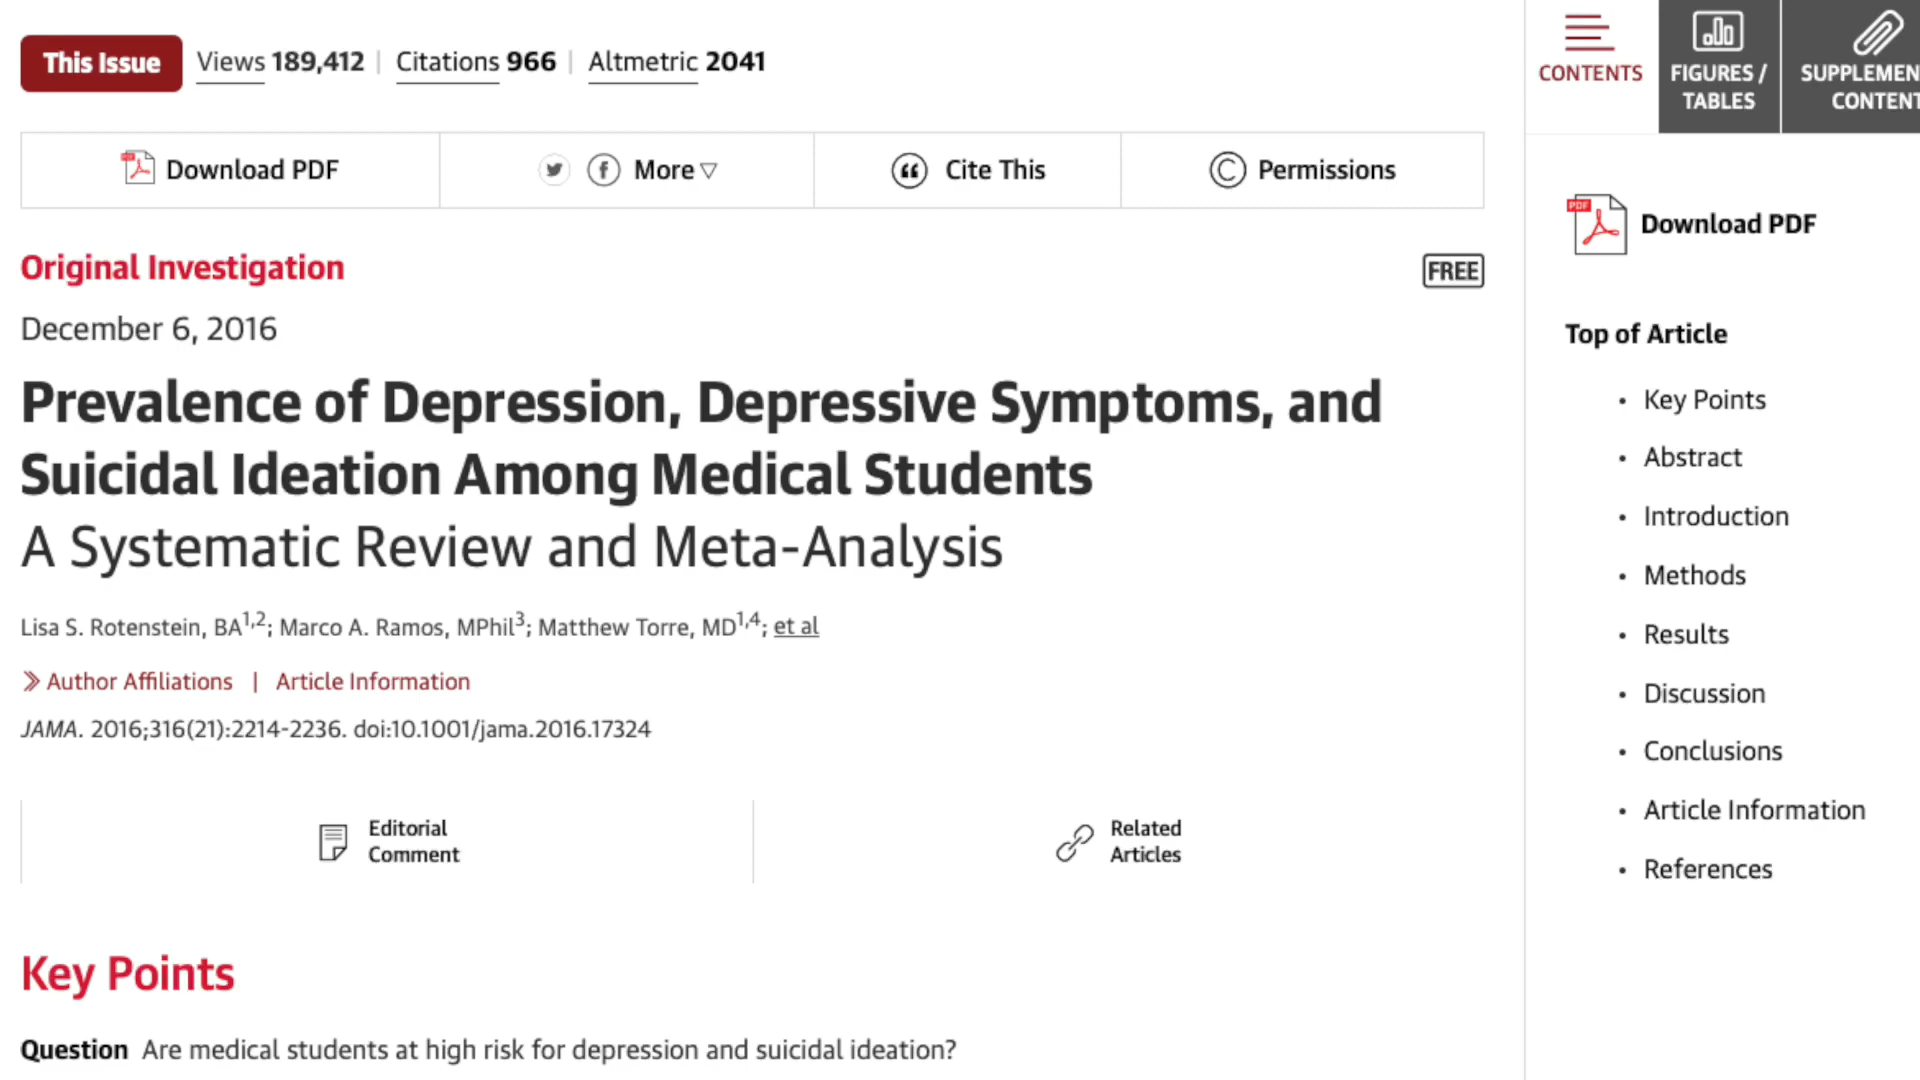 This Issue Views 189,412 | Citations 966 | Altmetric 2041
Download PDF
More
Cite This
Permissions
Original Investigation
FREE
December 6, 2016
Prevalence of Depression, Depressive Symptoms, and
Suicidal Ideation Among Medical Students
A Systematic Review and Meta-Analysis
Lisa S. Rotenstein, BA1,2; Marco A. Ramos, MPhil3; Matthew Torre, MD1,4; et al
Author Affiliations | Article Information
JAMA. 2016;316(21):2214-2236. doi:10.1001/jama.2016.17324
Editorial
Comment
Related
Articles
Key Points
Question Are medical students at high risk for depression and suicidal ideation?
CONTENTS
FIGURES /
TABLES
SUPPLEMEN
CONTENT
PDF
Download PDF
Top of Article
• Key Points
• Abstract
• Introduction
• Methods
• Results
• Discussion
• Conclusions
• Article Information
• References